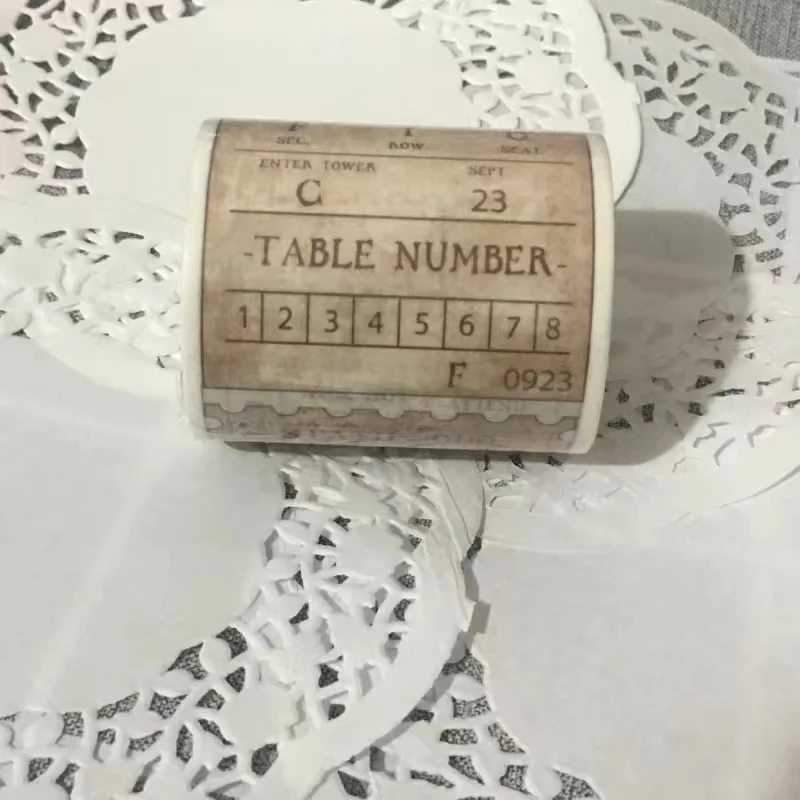 SEC. ROW SEAT
ENTER TOWER SEPT
C 23
-TABLE NUMBER-
1 2 3 4 5 6 7 8
F 0923